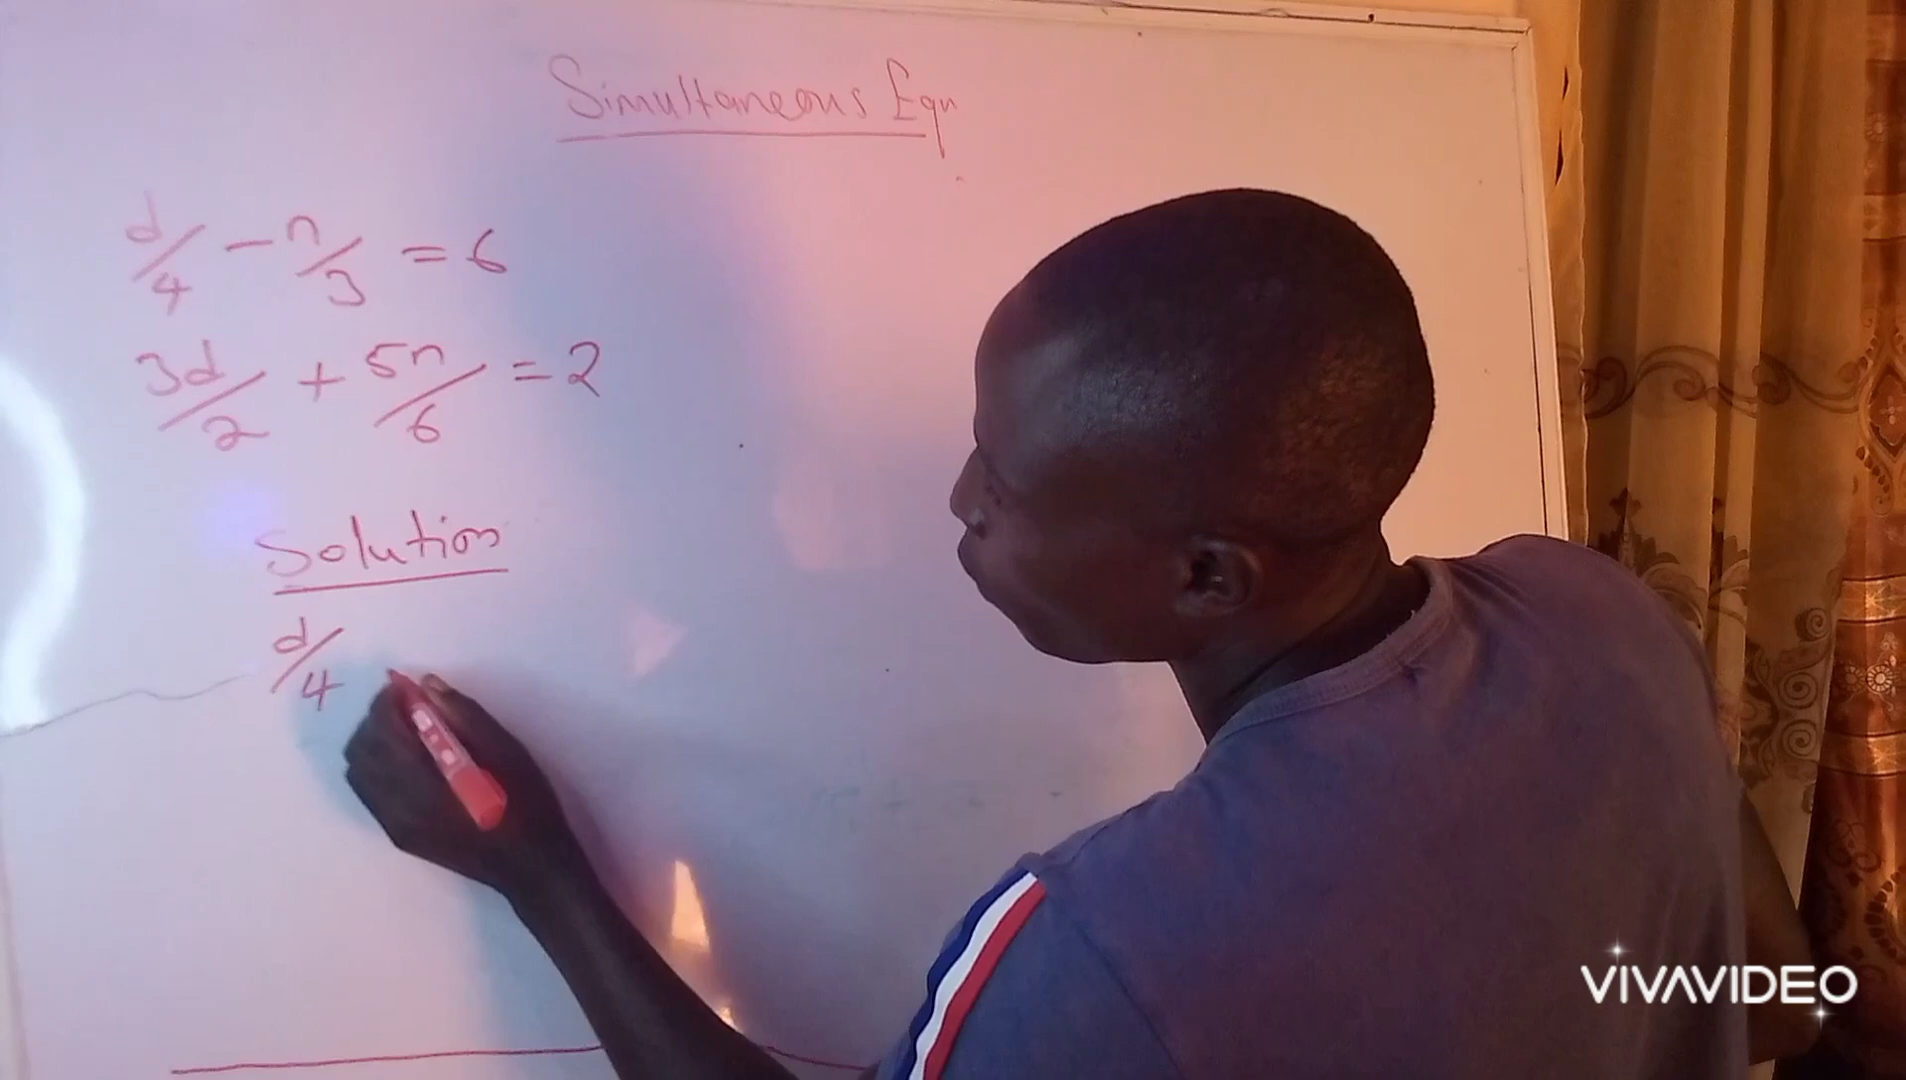 Simultaneous Eqn
d/4 - n/3 = 6
3d/2 + 5n/6 = 2
Solution
d/4
VIVAVIDEO